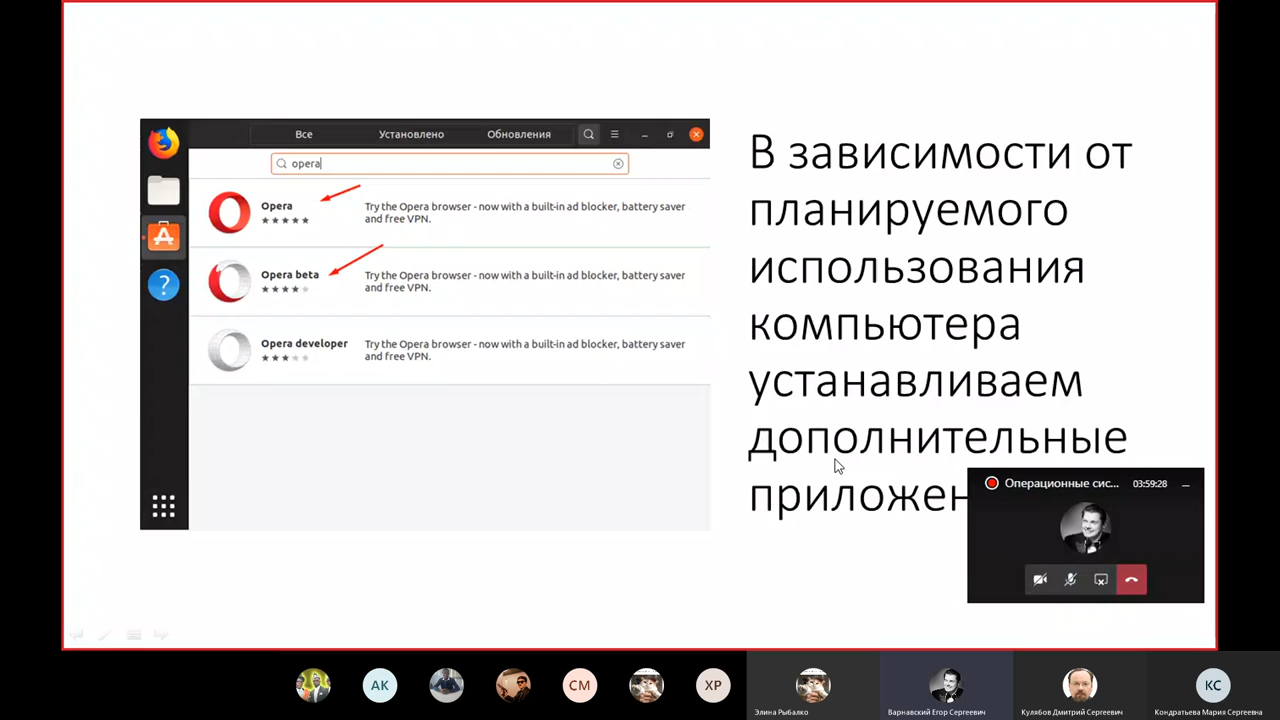 Все Установлено Обновления
opera
Opera
Try the Opera browser - now with a built-in ad blocker, battery saver
and free VPN.
Opera beta
Try the Opera browser - now with a built-in ad blocker, battery saver
and free VPN.
Opera developer
Try the Opera browser - now with a built-in ad blocker, battery saver
and free VPN.
В зависимости от
планируемого
использования
компьютера
устанавливаем
дополнительные
приложен
Операционные сис... 03:59:28
AK
CM
XP
Элина Рыбалко
Варнавский Егор Сергеевич
Кулябов Дмитрий Сергеевич
КС
Кондратьева Мария Сергеевна